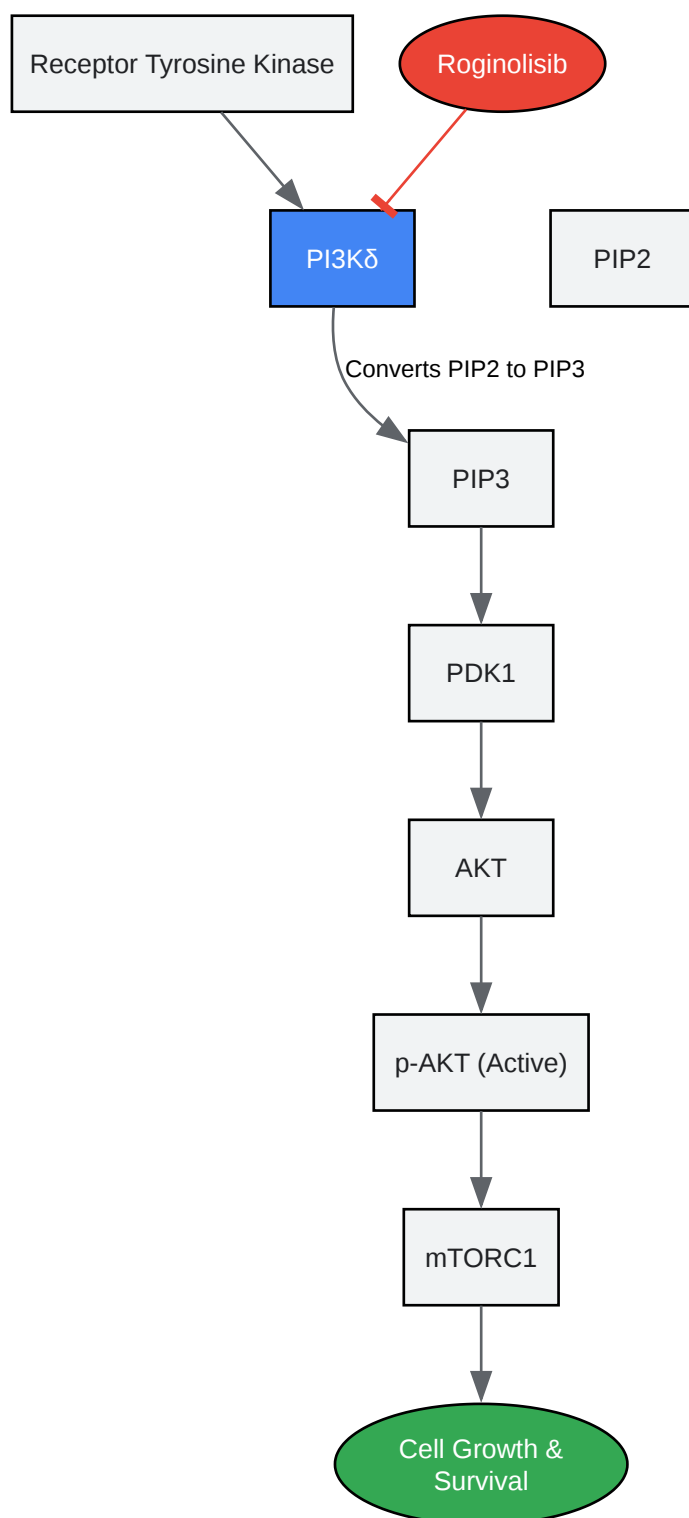 Receptor Tyrosine Kinase
Roginolisib
PI3Kδ
PIP2
Converts PIP2 to PIP3
PIP3
PDK1
AKT
p-AKT (Active)
mTORC1
Cell Growth &
Survival